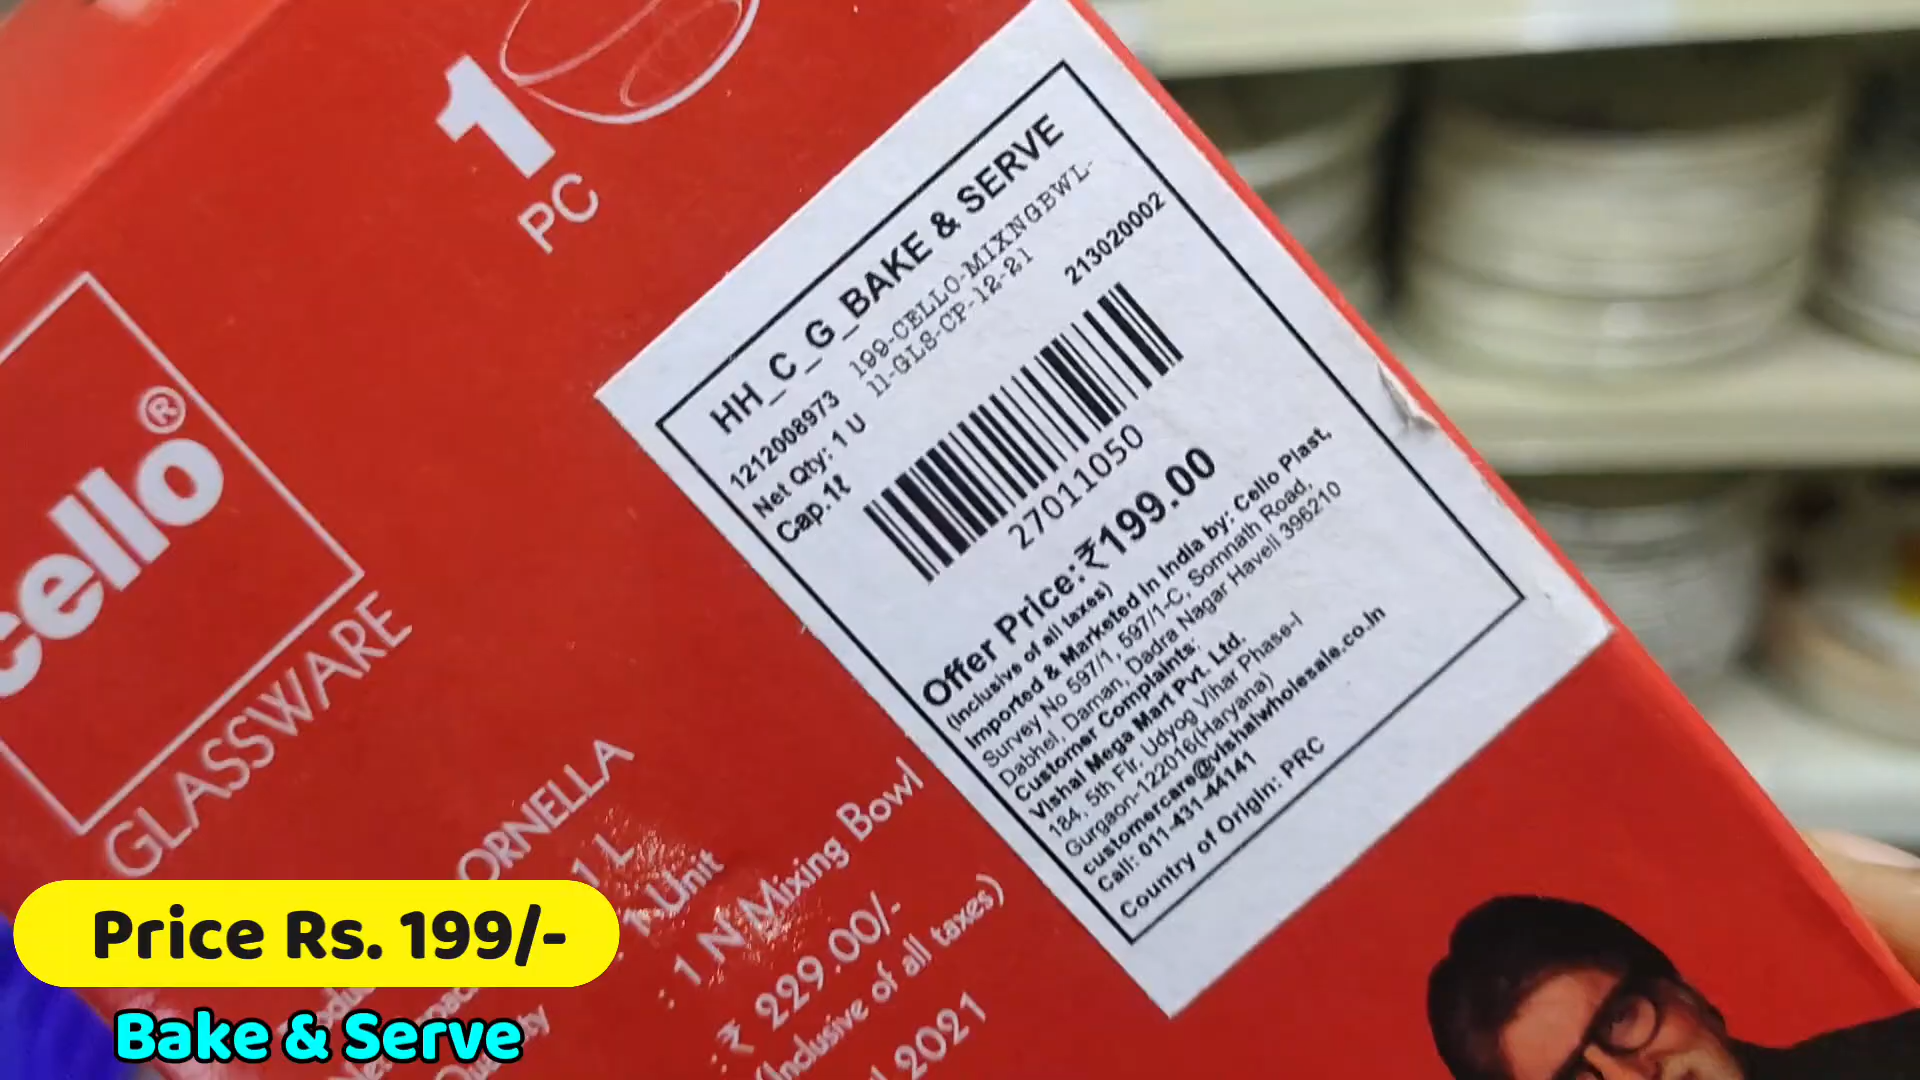 1
PC
cello®
GLASSWARE
ORNELLA
1 L
1 Unit
: 1 N Mixing Bowl
: ₹ 229.00/-
(Inclusive of all taxes)
2021
HH_C_G_BAKE & SERVE
1212008973 199-CELLO-MIXNGBWL-
11-GLS-CP-12-21
Net Qty: 1 U
213020002
Cap.1ℓ
27011050
Offer Price:₹199.00
(Inclusive of all taxes)
Imported & Marketed In India by: Cello Plast,
Survey No 597/1, 597/1-C, Somnath Road,
Dabhel, Daman, Dadra Nagar Haveli 396210
Customer Complaints:
Vishal Mega Mart Pvt. Ltd.
184, 5th Flr, Udyog Vihar Phase-I
Gurgaon-122016(Haryana)
customercare@vishalwholesale.co.in
Call: 011-431-44141
Country of Origin: PRC
Price Rs. 199/-
Bake & Serve